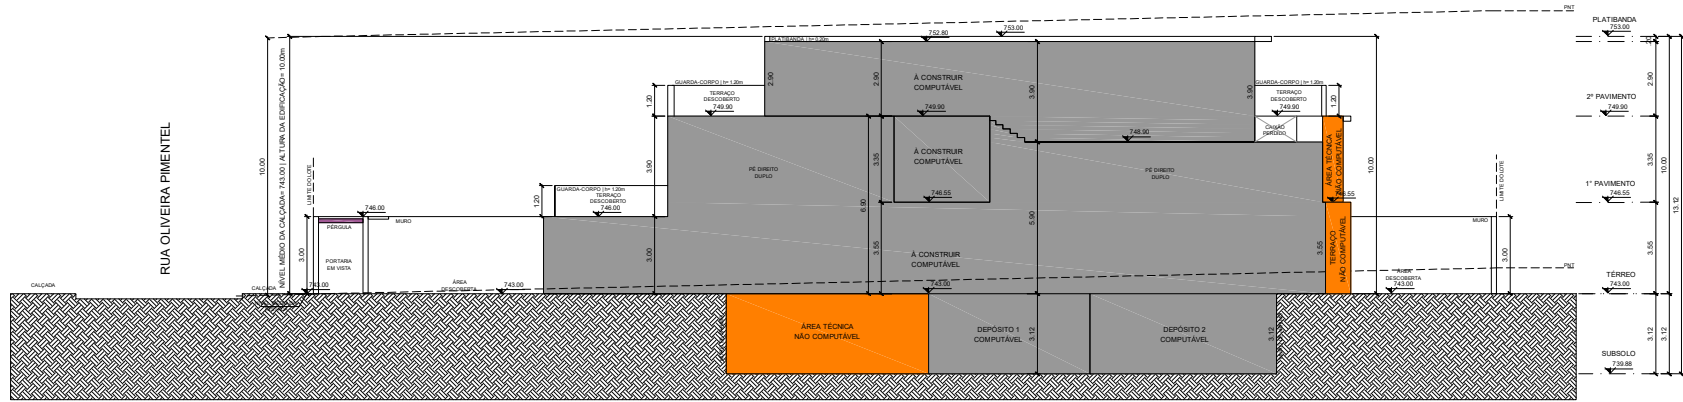 PNT
PLATIBANDA
753.00
752.80
753.00
PLATIBANDA | h= 0.20m
.20
RUA OLIVEIRA PIMENTEL
10.00
NÍVEL MÉDIO DA CALÇADA= 743.00 | ALTURA DA EDIFICAÇÃO= 10.00m
LIMITE DO LOTE
GUARDA-CORPO | h= 1.20m
TERRAÇO
DESCOBERTO
749.90
1.20
2.90
2.90
À CONSTRUIR
COMPUTÁVEL
749.90
3.90
3.90
GUARDA-CORPO | h= 1.20m
TERRAÇO
DESCOBERTO
749.90
1.20
2.90
2º PAVIMENTO
749.90
748.90
CAIXÃO
PERDIDO
3.90
PÉ DIREITO
DUPLO
3.35
À CONSTRUIR
COMPUTÁVEL
PÉ DIREITO
DUPLO
ÁREA TÉCNICA
NÃO COMPUTÁVEL
10.00
3.35
10.00
13.12
1º PAVIMENTO
746.55
GUARDA-CORPO | h= 1.20m
TERRAÇO
DESCOBERTO
746.00
1.20
746.55
746.55
6.90
5.90
746.00
PÉRGULA
MURO
PORTARIA
EM VISTA
3.00
3.00
3.55
À CONSTRUIR
COMPUTÁVEL
3.55
TERRAÇO
NÃO COMPUTÁVEL
MURO
LIMITE DO LOTE
3.00
3.55
PNT
CALÇADA
CALÇADA
743.00
ÁREA
DESCOBERTA
743.00
743.00
ÁREA
DESCOBERTA
743.00
TÉRREO
743.00
ÁREA TÉCNICA
NÃO COMPUTÁVEL
DEPÓSITO 1
COMPUTÁVEL
3.12
DEPÓSITO 2
COMPUTÁVEL
3.12
3.12
3.12
SUBSOLO
739.88